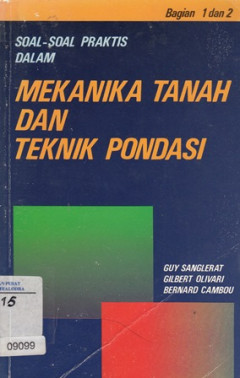 Bagian 1 dan 2
SOAL-SOAL PRAKTIS
DALAM
MEKANIKA TANAH
DAN
TEKNIK PONDASI
GUY SANGLERAT
GILBERT OLIVARI
BERNARD CAMBOU
15
09099